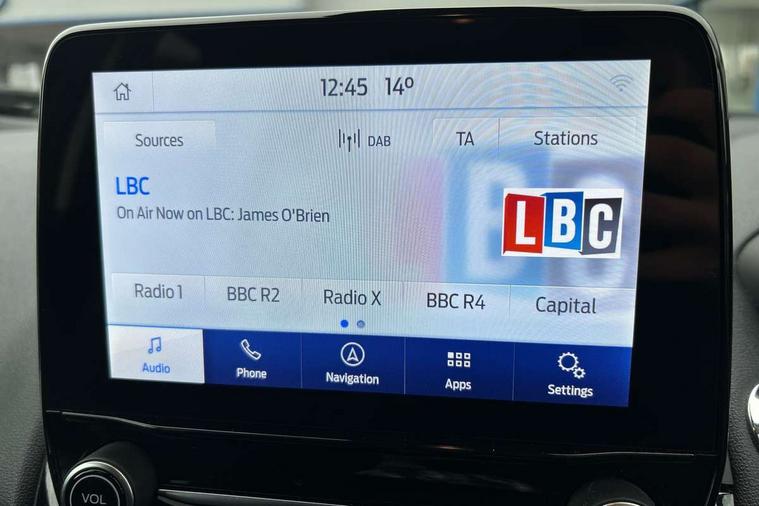 12:45 14º
Sources DAB TA Stations
LBC
On Air Now on LBC: James O'Brien
LBC
Radio 1 BBC R2 Radio X BBC R4 Capital
Audio Phone Navigation Apps Settings
VOL